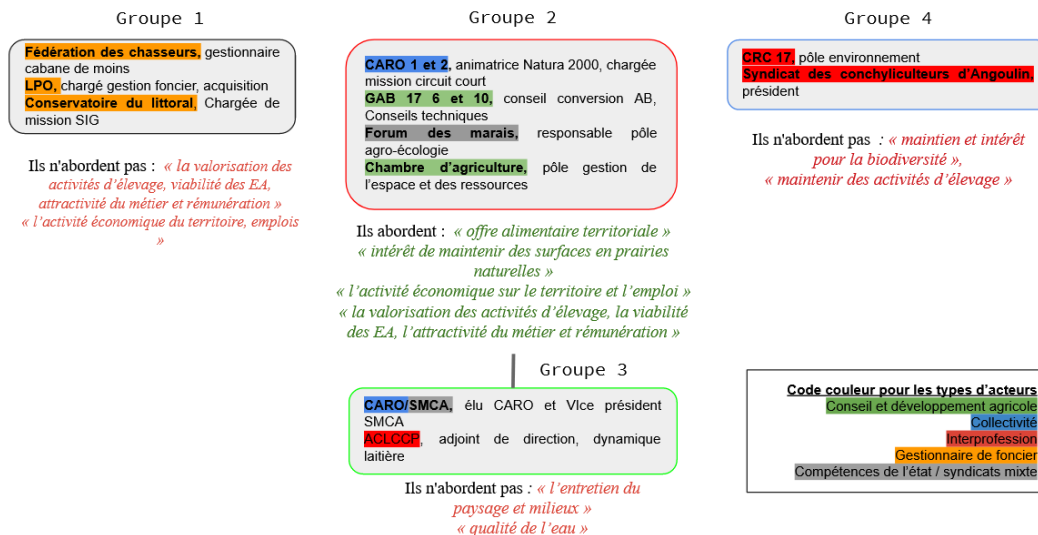 Groupe 1
Fédération des chasseurs, gestionnaire
cabane de moins
LPO, chargé gestion foncier, acquisition
Conservatoire du littoral, Chargée de
mission SIG
Ils n'abordent pas : « la valorisation des
activités d'élevage, viabilité des EA,
attractivité du métier et rémunération »
« l'activité économique du territoire, emplois
»
Groupe 2
CARO 1 et 2, animatrice Natura 2000, chargée
mission circuit court
GAB 17 6 et 10, conseil conversion AB,
Conseils techniques
Forum des marais, responsable pôle
agro-écologie
Chambre d'agriculture, pôle gestion de
l'espace et des ressources
Ils abordent : « offre alimentaire territoriale »
« intérêt de maintenir des surfaces en prairies
naturelles »
« l'activité économique sur le territoire et l'emploi »
« la valorisation des activités d'élevage, la viabilité
des EA, l'attractivité du métier et rémunération »
Groupe 3
CARO/SMCA, élu CARO et VIce président
SMCA
ACLCCP, adjoint de direction, dynamique
laitière
Ils n'abordent pas : « l'entretien du
paysage et milieux »
« qualité de l'eau »
Groupe 4
CRC 17, pôle environnement
Syndicat des conchyliculteurs d'Angoulin,
président
Ils n'abordent pas : « maintien et intérêt
pour la biodiversité »,
« maintenir des activités d'élevage »
Code couleur pour les types d'acteurs
Conseil et développement agricole
Collectivité
Interprofession
Gestionnaire de foncier
Compétences de l'état / syndicats mixte